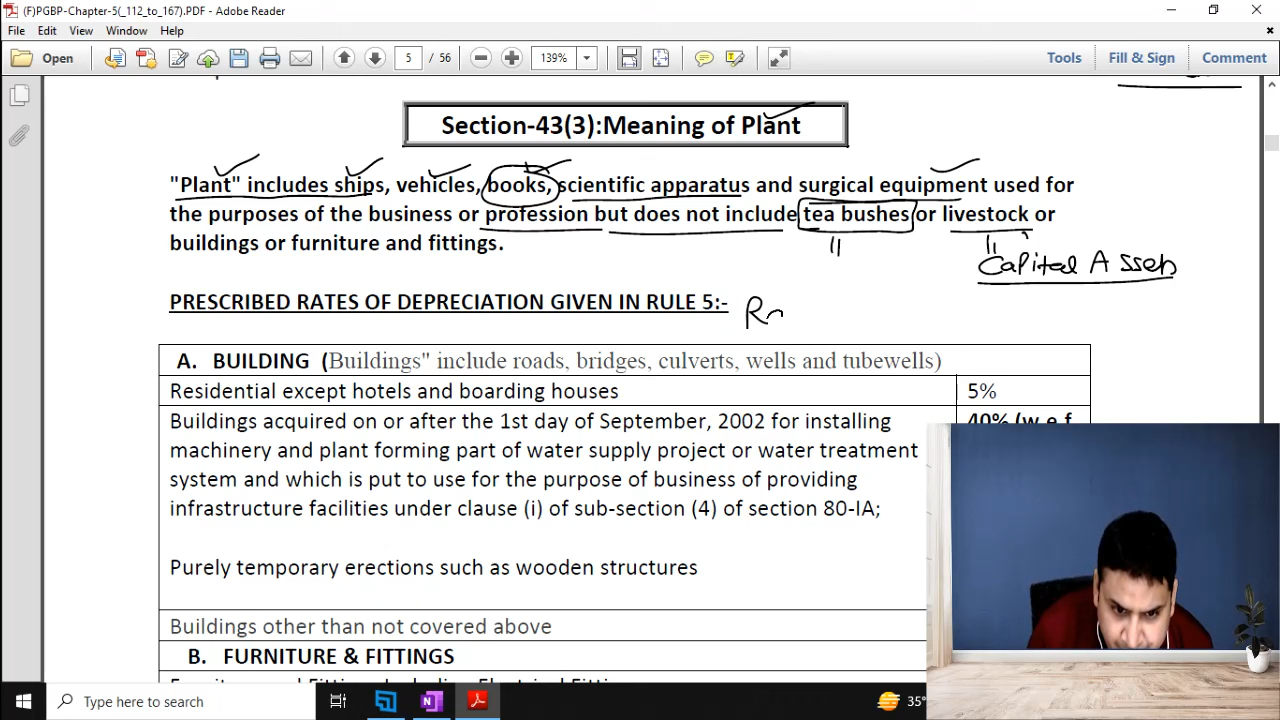 (F)PGBP-Chapter-5(_112_to_167).PDF - Adobe Reader
File Edit View Window Help
Open 5 / 56 139% Tools Fill & Sign Comment
Section-43(3):Meaning of Plant
"Plant" includes ships, vehicles, books, scientific apparatus and surgical equipment used for
the purposes of the business or profession but does not include tea bushes or livestock or
buildings or furniture and fittings.
Capital Assets
PRESCRIBED RATES OF DEPRECIATION GIVEN IN RULE 5:-
A. BUILDING (Buildings" include roads, bridges, culverts, wells and tubewells)
Residential except hotels and boarding houses 5%
Buildings acquired on or after the 1st day of September, 2002 for installing 40% (w.e.f
machinery and plant forming part of water supply project or water treatment
system and which is put to use for the purpose of business of providing
infrastructure facilities under clause (i) of sub-section (4) of section 80-IA;
Purely temporary erections such as wooden structures
Buildings other than not covered above
B. FURNITURE & FITTINGS
Type here to search 35°